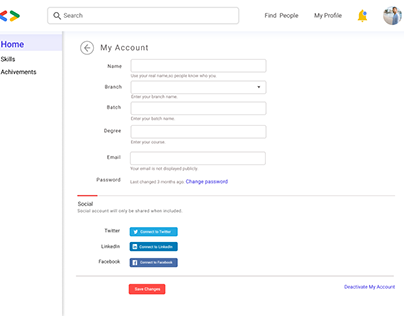 Search
Find People
My Profile
Home
Skills
Achivements
My Account
Name
Use your real name,so people know who you.
Branch
Enter your branch name.
Batch
Enter your batch name.
Degree
Enter your course.
Email
Your email is not displayed publicly.
Password
Last changed 3 months ago. Change password
Social
Social account will only be shared when included.
Twitter
Connect to Twitter
LinkedIn
Connect to LinkedIn
Facebook
Connect to Facebook
Save Changes
Deactivate My Account